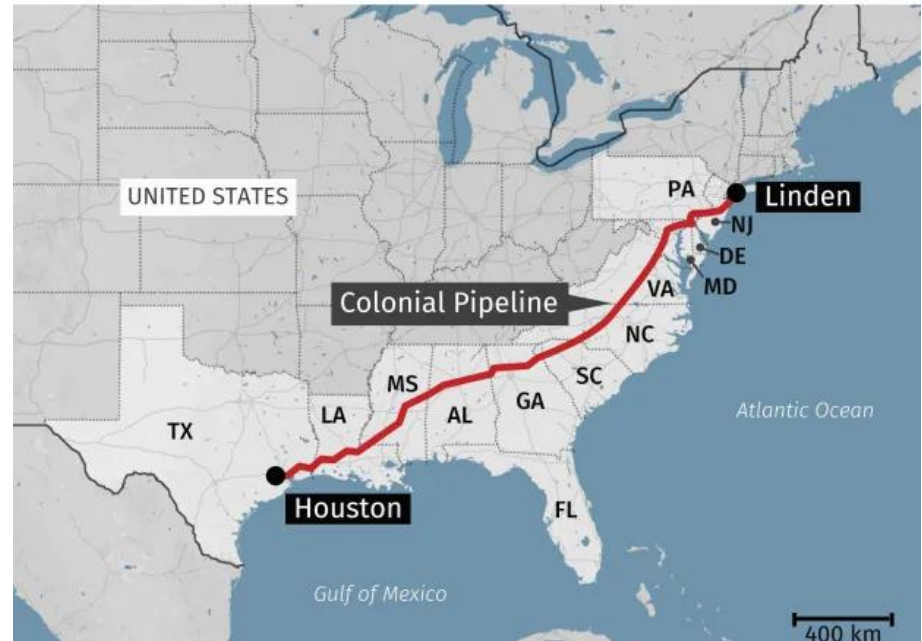 PA
Linden
UNITED STATES
NJ
DE
MD
VA
Colonial Pipeline
NC
MS
SC
GA
AL
LA
TX
Atlantic Ocean
Houston
FL
Gulf of Mexico
400 km